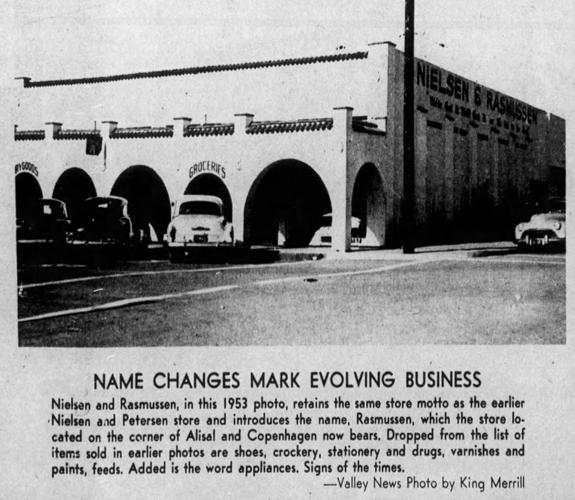 NIELSEN & RASMUSSEN
DRYGOODS
GROCERIES
NAME CHANGES MARK EVOLVING BUSINESS
Nielsen and Rasmussen, in this 1953 photo, retains the same store motto as the earlier
Nielsen and Petersen store and introduces the name, Rasmussen, which the store lo-
cated on the corner of Alisal and Copenhagen now bears. Dropped from the list of
items sold in earlier photos are shoes, crockery, stationery and drugs, varnishes and
paints, feeds. Added is the word appliances. Signs of the times.
—Valley News Photo by King Merrill